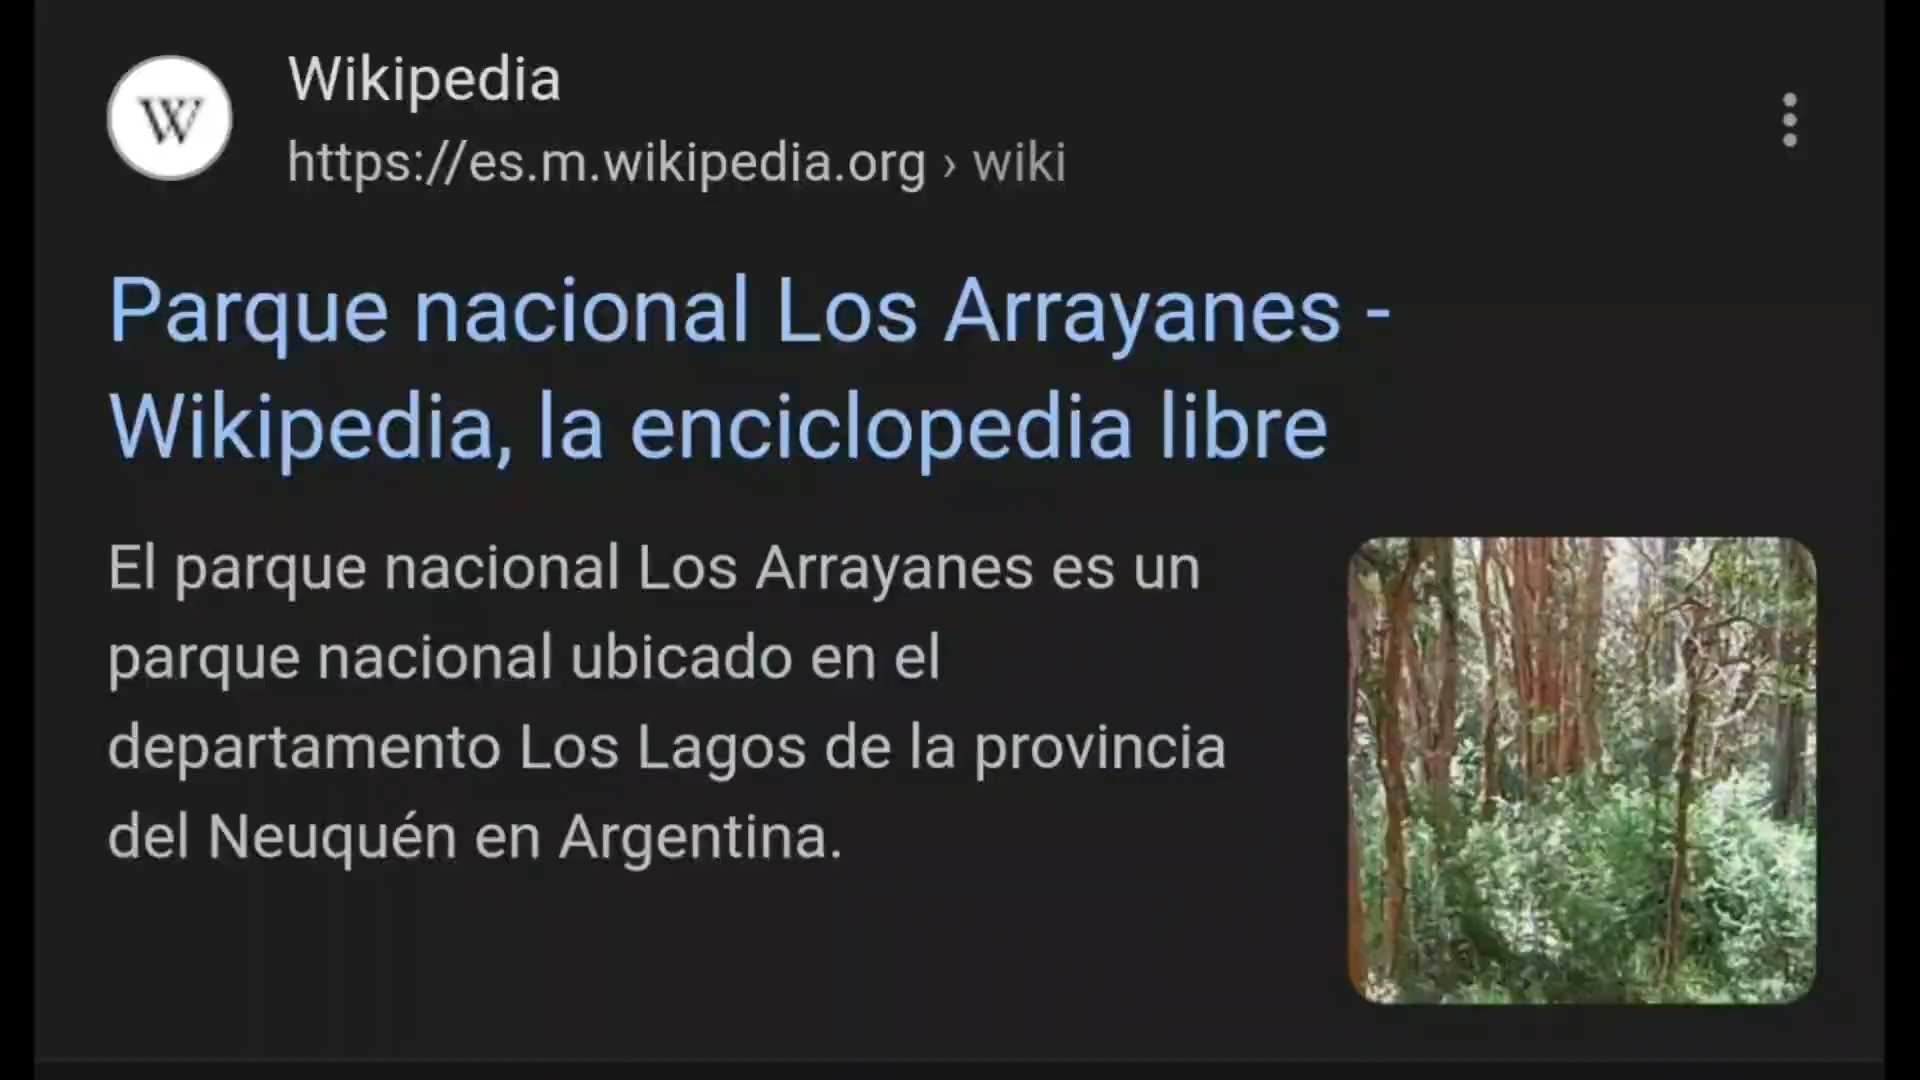 Wikipedia
https://es.m.wikipedia.org › wiki
Parque nacional Los Arrayanes -
Wikipedia, la enciclopedia libre
El parque nacional Los Arrayanes es un
parque nacional ubicado en el
departamento Los Lagos de la provincia
del Neuquén en Argentina.